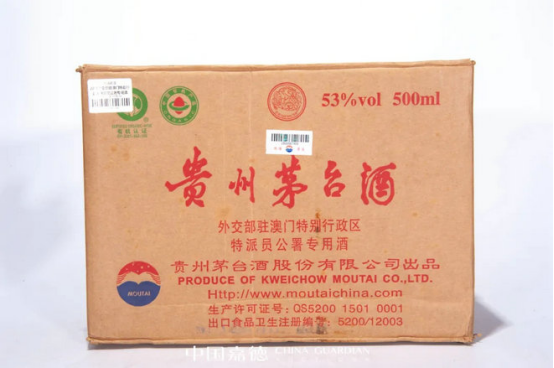 53%vol 500ml
贵州茅台酒
外交部驻澳门特别行政区
特派员公署专用酒
贵州茅台酒股份有限公司出品
MOUTAI
PRODUCE OF KWEICHOW MOUTAI CO.,LTD.
Http://www.moutaichina.com
生产许可证号：QS5200 1501 0001
出口食品卫生注册编号：5200/12003
中国嘉德 CHINA GUARDIAN